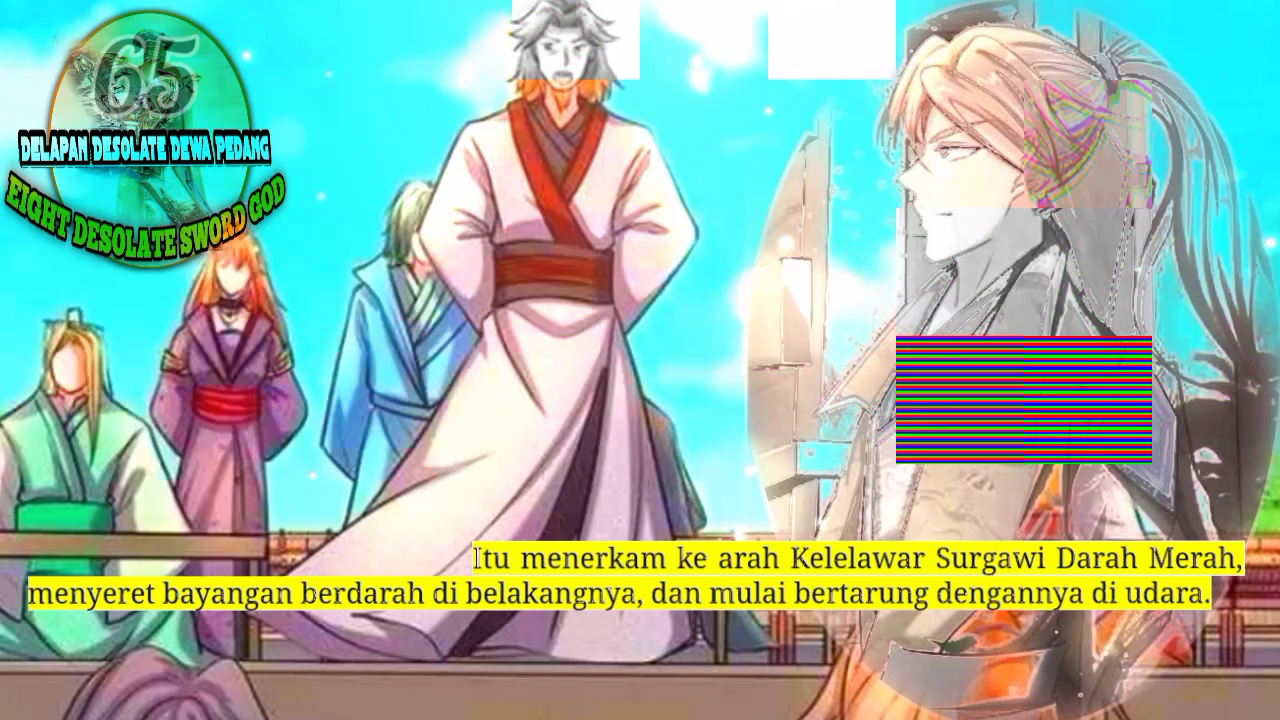 65
DELAPAN DESOLATE DEWA PEDANG
EIGHT DESOLATE SWORD GOD
Itu menerkam ke arah Kelelawar Surgawi Darah Merah,
menyeret bayangan berdarah di belakangnya, dan mulai bertarung dengannya di udara.